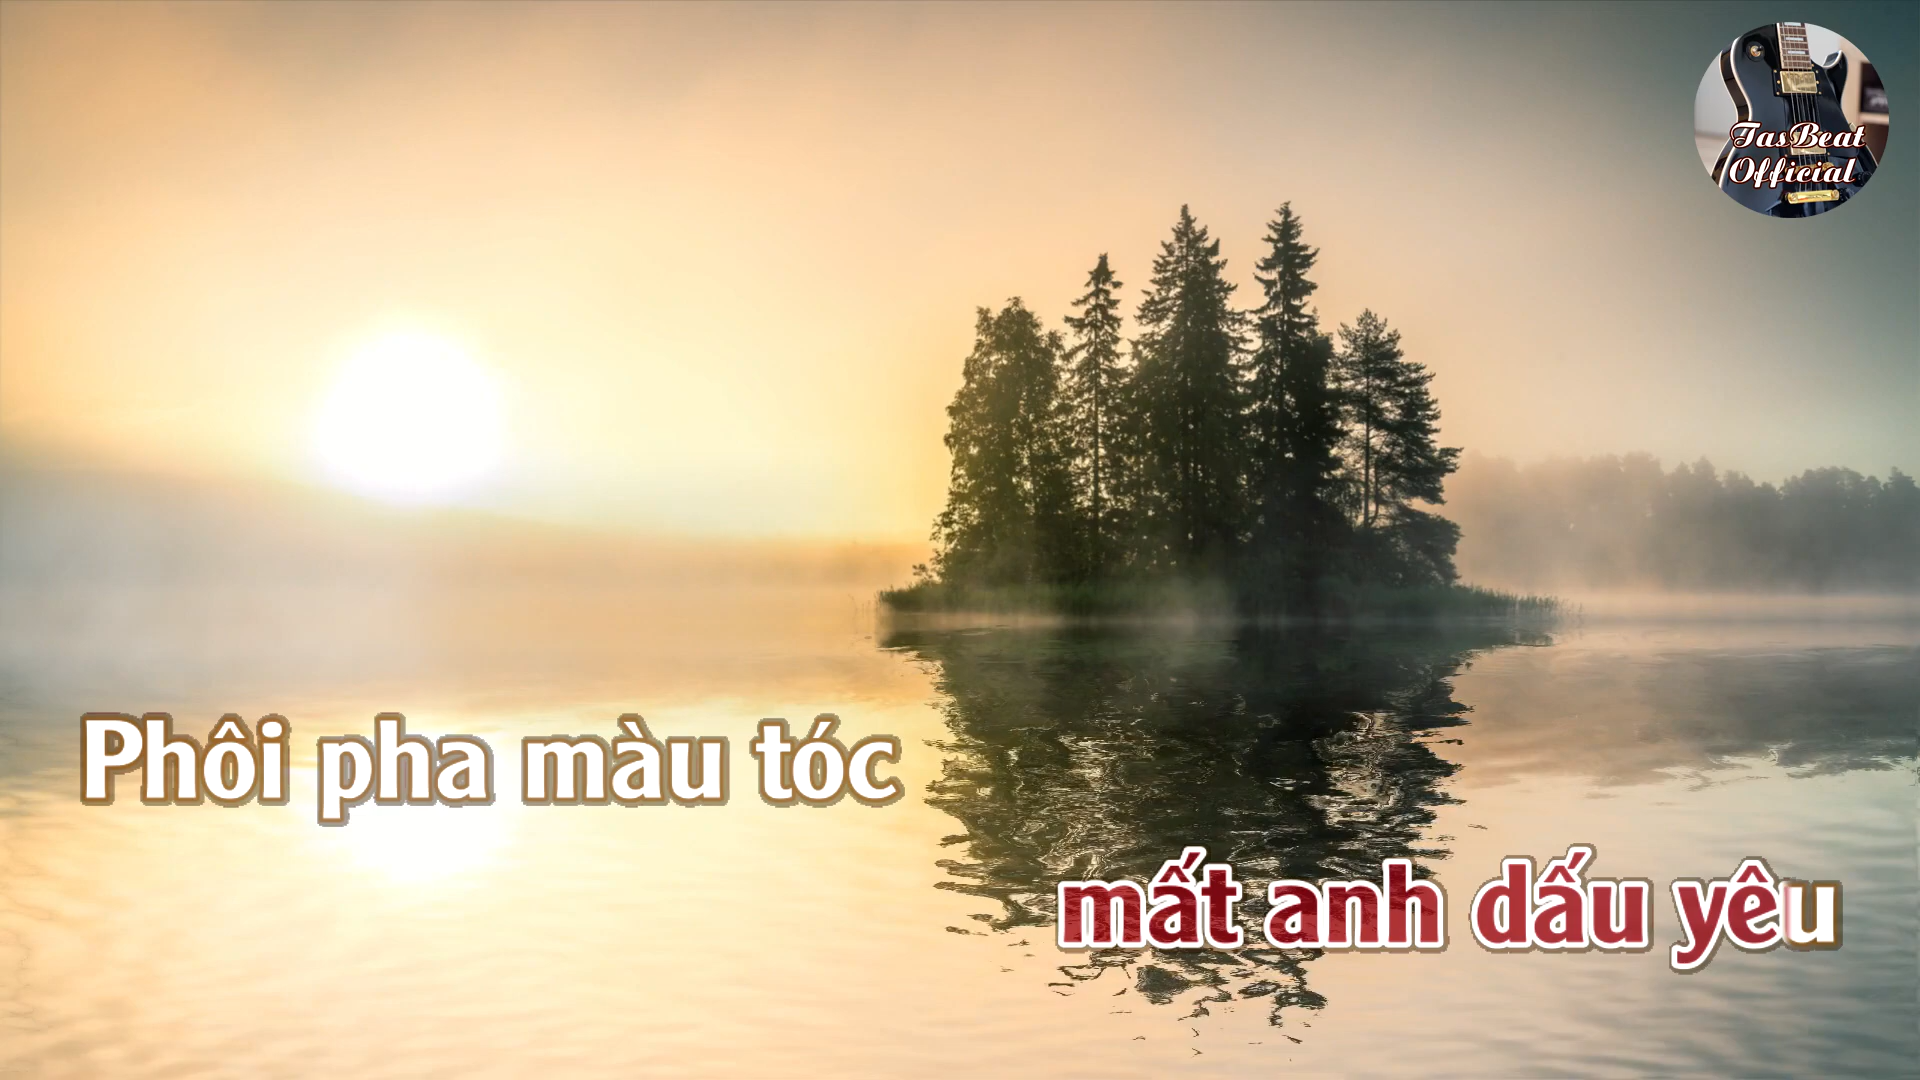 TasBeat
Official
Phôi pha màu tóc
mất anh dấu yêu